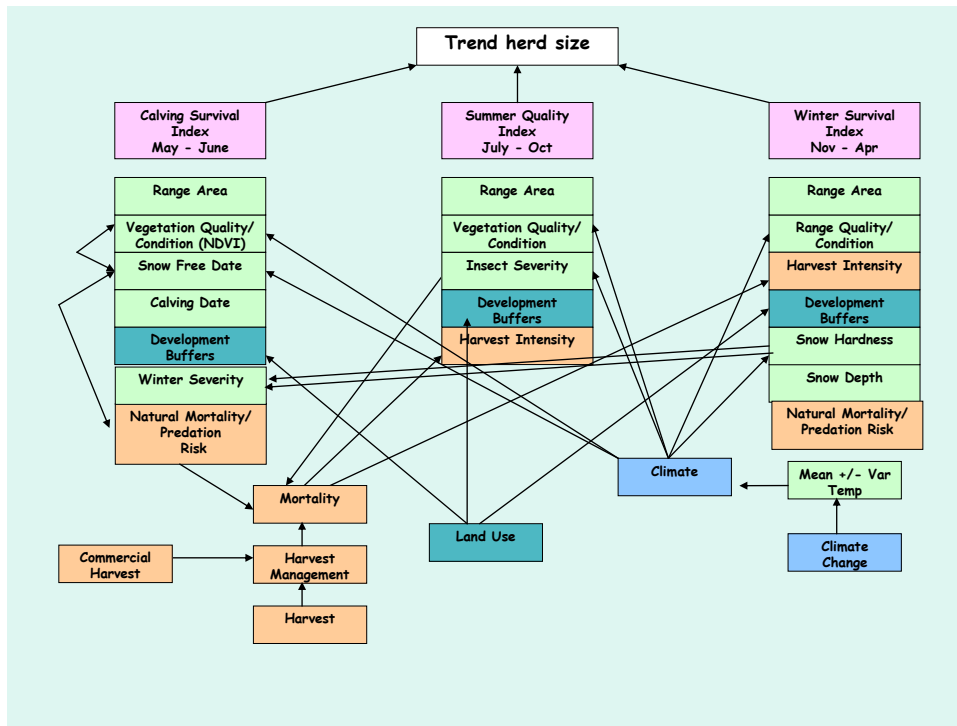 Trend herd size
Calving Survival
Index
May - June
Summer Quality
Index
July - Oct
Winter Survival
Index
Nov - Apr
Range Area
Vegetation Quality/
Condition (NDVI)
Snow Free Date
Calving Date
Development
Buffers
Winter Severity
Natural Mortality/
Predation
Risk
Range Area
Vegetation Quality/
Condition
Insect Severity
Development
Buffers
Harvest Intensity
Range Area
Range Quality/
Condition
Harvest Intensity
Development
Buffers
Snow Hardness
Snow Depth
Natural Mortality/
Predation Risk
Mortality
Climate
Mean +/- Var
Temp
Commercial
Harvest
Harvest
Management
Land Use
Climate
Change
Harvest